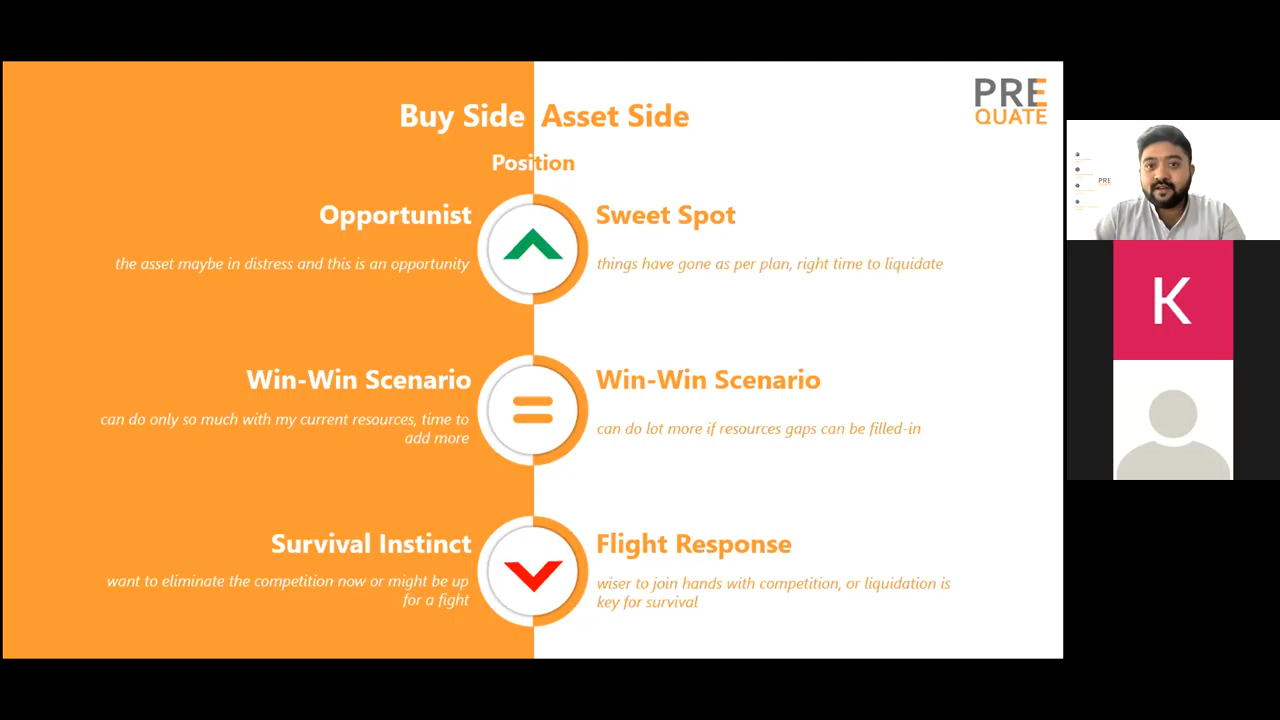 Buy Side Asset Side
Position
PRE
QUATE
Opportunist
the asset maybe in distress and this is an opportunity
Sweet Spot
things have gone as per plan, right time to liquidate
Win-Win Scenario
can do only so much with my current resources, time to
add more
Win-Win Scenario
can do lot more if resources gaps can be filled-in
Survival Instinct
want to eliminate the competition now or might be up
for a fight
Flight Response
wiser to join hands with competition, or liquidation is
key for survival
PRE
K